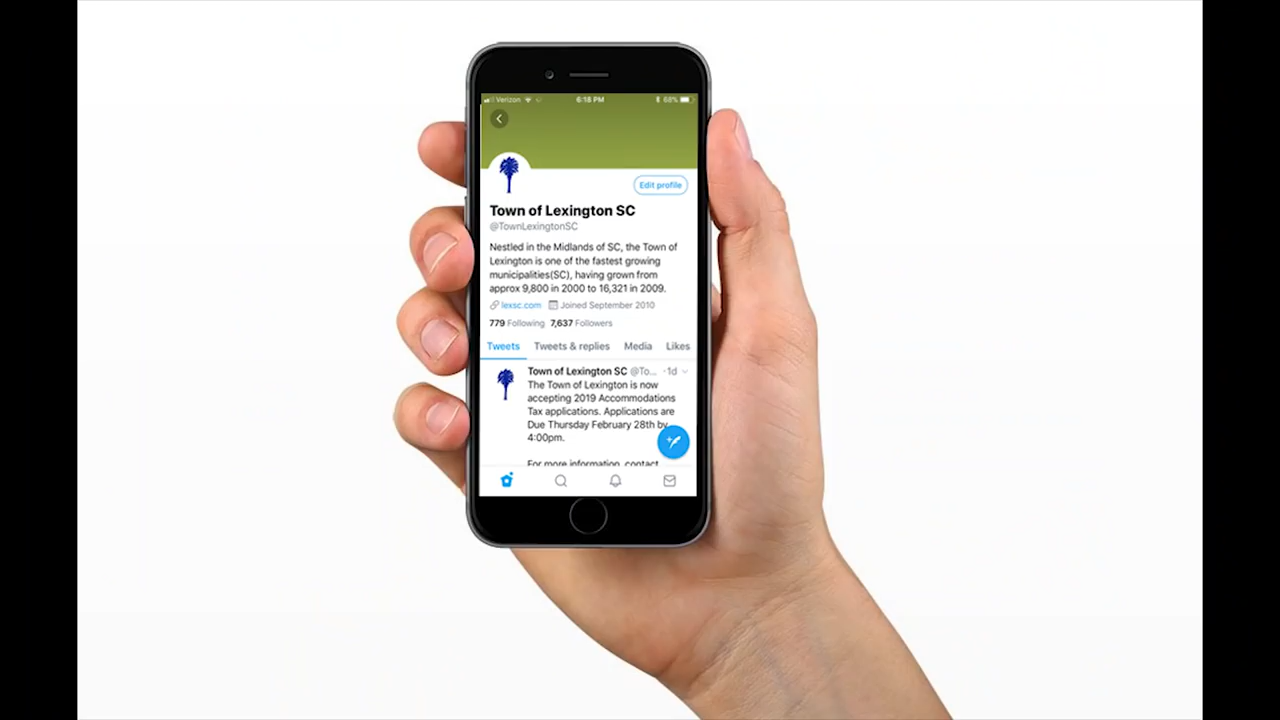 Verizon 6:18 PM 68%
Edit profile
Town of Lexington SC
@TownLexingtonSC
Nestled in the Midlands of SC, the Town of
Lexington is one of the fastest growing
municipalities(SC), having grown from
approx 9,800 in 2000 to 16,321 in 2009.
lexsc.com Joined September 2010
779 Following 7,637 Followers
Tweets Tweets & replies Media Likes
Town of Lexington SC @To... · 1d
The Town of Lexington is now
accepting 2019 Accommodations
Tax applications. Applications are
Due Thursday February 28th by
4:00pm.
For more information, contact